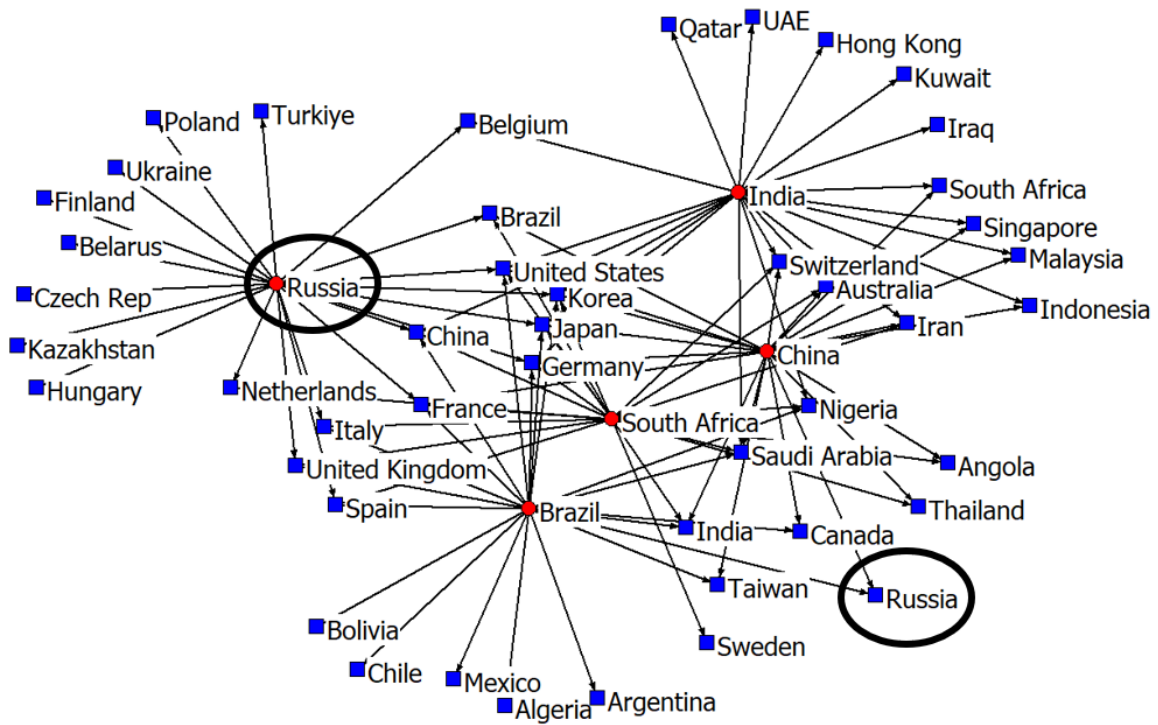 Qatar
UAE
Hong Kong
Kuwait
Turkiye
Poland
Belgium
Iraq
Ukraine
India
South Africa
Finland
Brazil
Singapore
Belarus
United States
Switzerland
Malaysia
Russia
Czech Rep
Korea
Australia
Indonesia
China
Japan
Iran
Kazakhstan
Germany
China
Hungary
Netherlands
France
South Africa
Nigeria
Italy
Saudi Arabia
United Kingdom
Angola
Spain
Brazil
Thailand
India
Canada
Taiwan
Russia
Bolivia
Sweden
Chile
Mexico
Argentina
Algeria